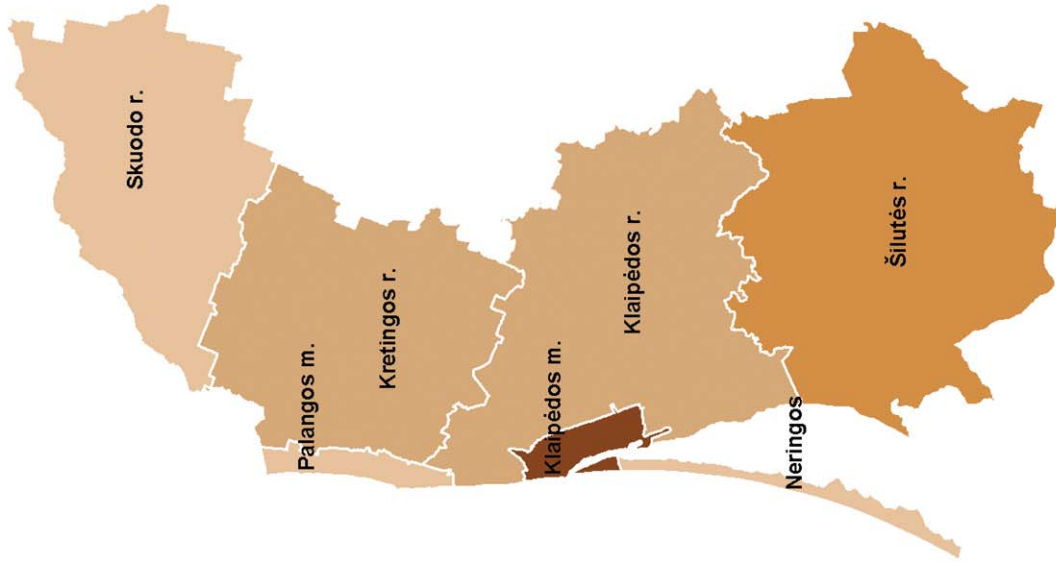 Skuodo r.
Palangos m.
Kretingos r.
Klaipėdos m.
Klaipėdos r.
Neringos
Šilutės r.